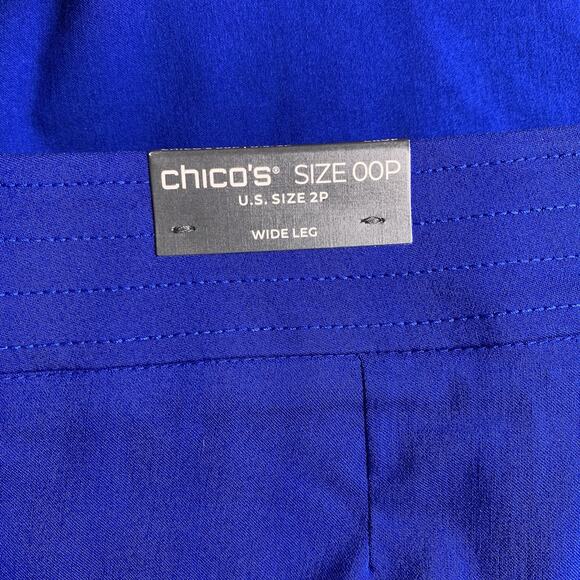 chico's® SIZE 00P
U.S. SIZE 2P
WIDE LEG